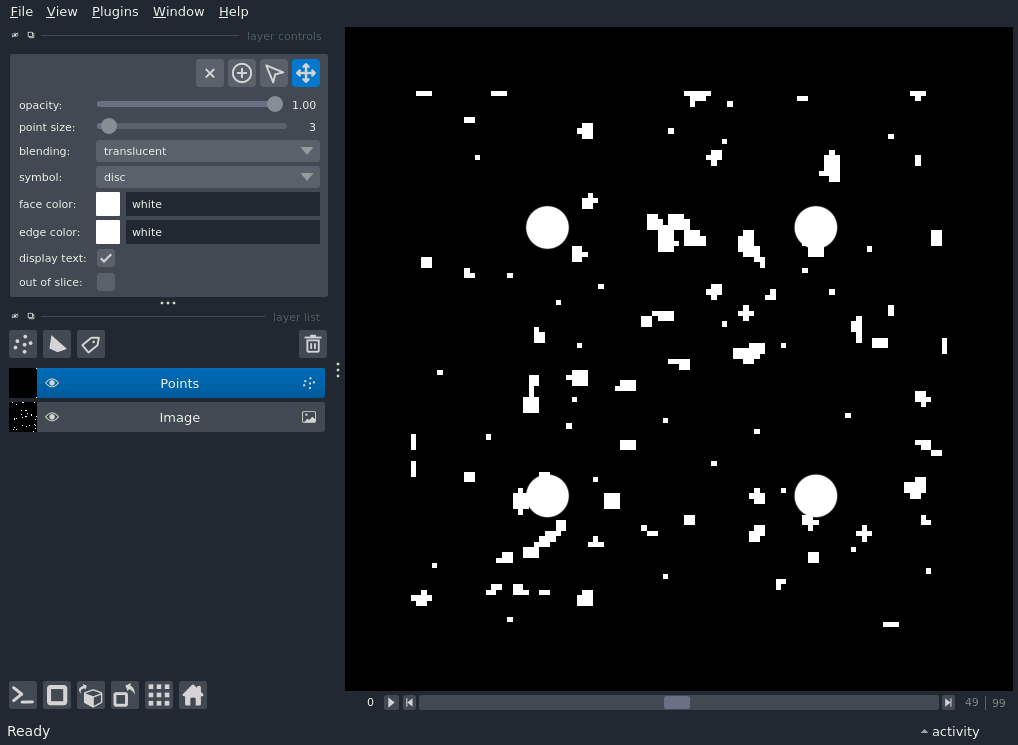 File View Plugins Window Help
layer controls
opacity: 1.00
point size: 3
blending: translucent
symbol: disc
face color: white
edge color: white
display text:
out of slice:
layer list
Points
Image
0 49 | 99
Ready activity